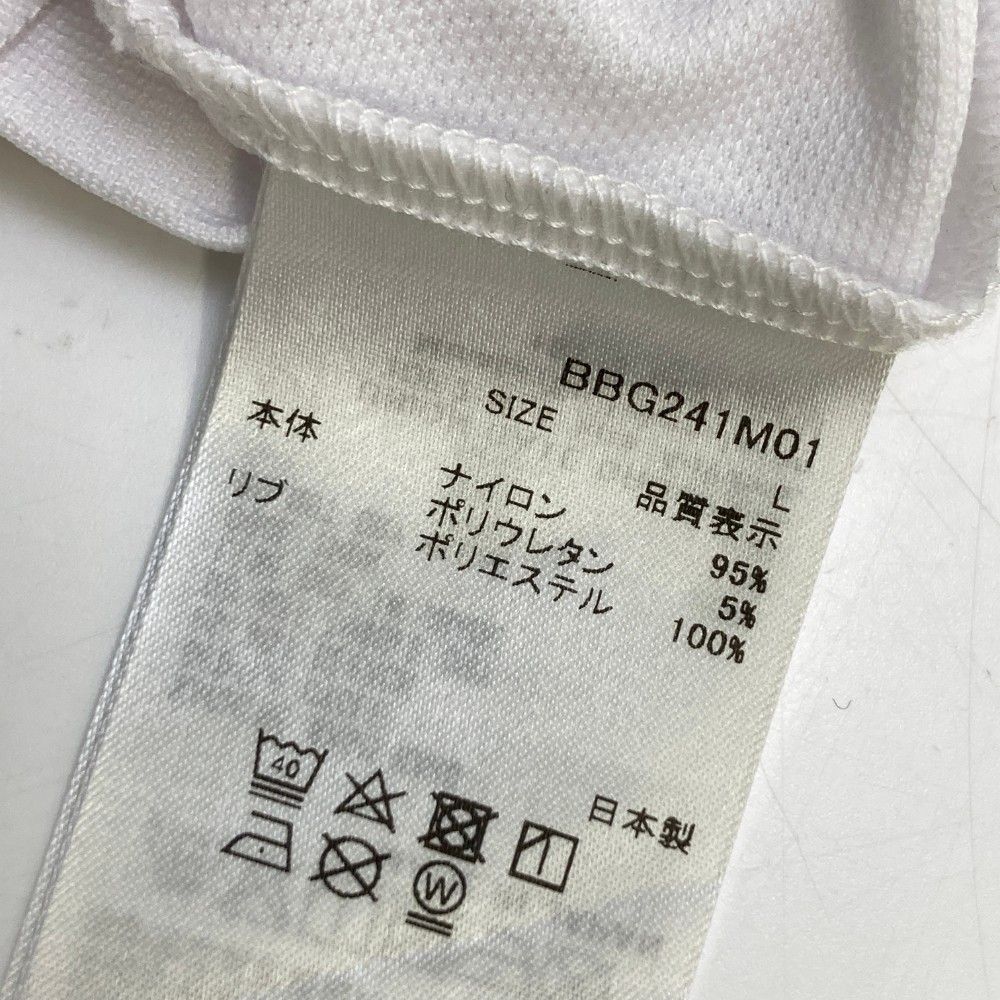 BBG241M01
SIZE L
品質表示
本体 ナイロン 95%
ポリウレタン 5%
リブ ポリエステル 100%
40
W
日本製